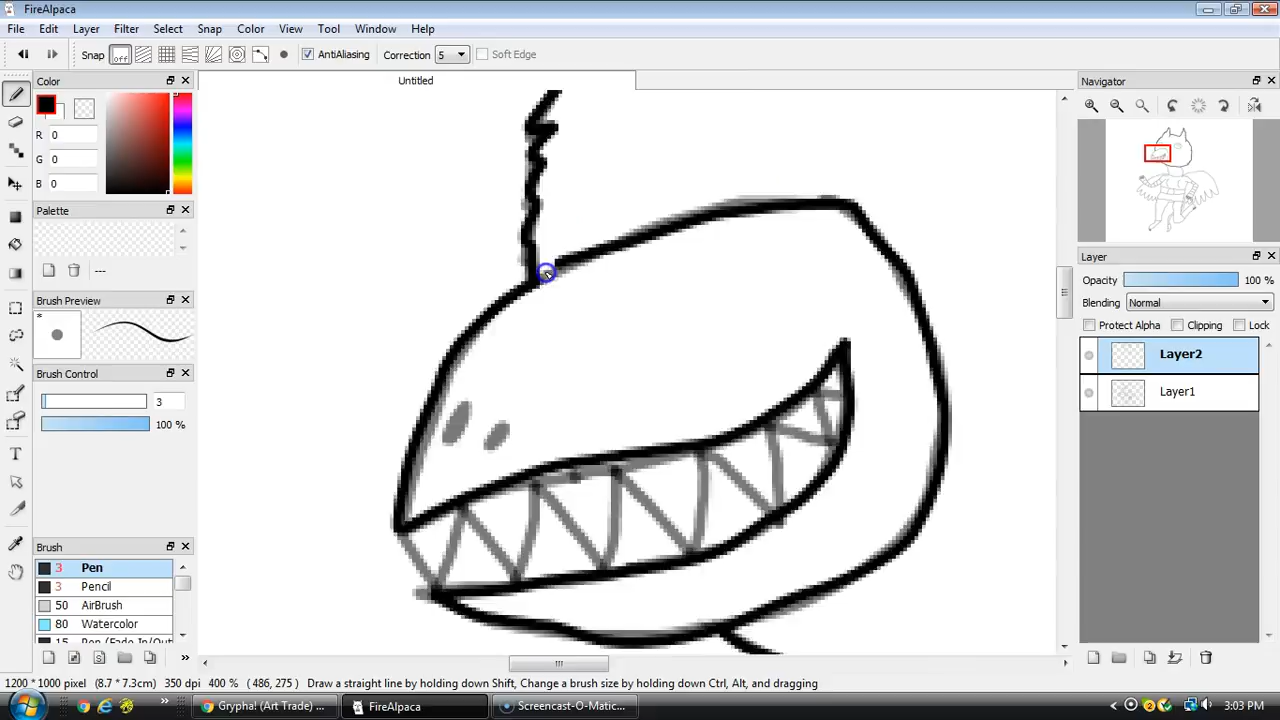 FireAlpaca
File Edit Layer Filter Select Snap Color View Tool Window Help
Snap off AntiAliasing Correction 5 Soft Edge
Color
Untitled
Navigator
R 0
G 0
B 0
Palette
---
Brush Preview
*
Brush Control
3
100 %
Layer
Opacity 100 %
Blending Normal
Protect Alpha Clipping Lock
Layer2
Layer1
Brush
3 Pen
3 Pencil
50 AirBrush
80 Watercolor
15 Pen (Fade In/Out
1200 * 1000 pixel (8.7 * 7.3cm) 350 dpi 400 % ( 486, 275 ) Draw a straight line by holding down Shift, Change a brush size by holding down Ctrl, Alt, and dragging
Grypha! (Art Trade) ... FireAlpaca Screencast-O-Matic... 3:03 PM